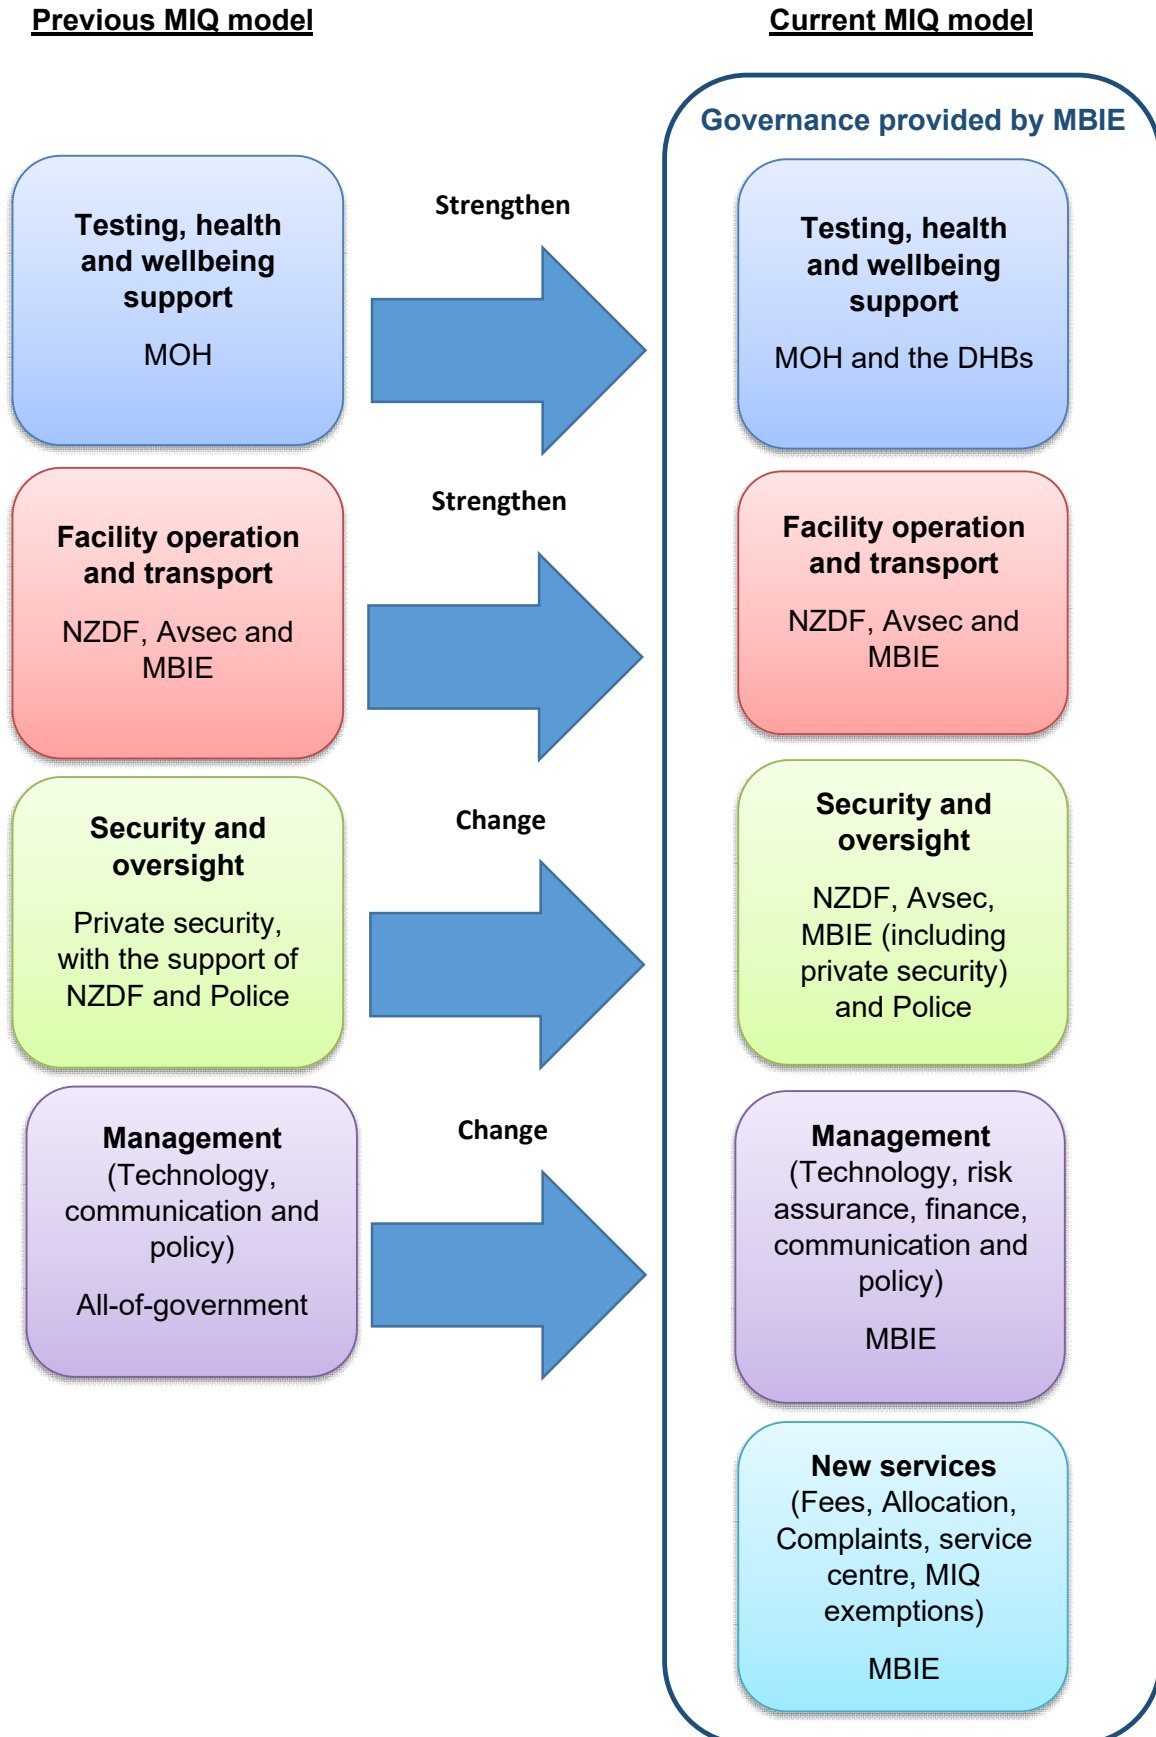 Previous MIQ model
Current MIQ model
Governance provided by MBIE
Testing, health
and wellbeing
support
MOH
Strengthen
Testing, health
and wellbeing
support
MOH and the DHBs
Facility operation
and transport
NZDF, Avsec and
MBIE
Strengthen
Facility operation
and transport
NZDF, Avsec and
MBIE
Security and
oversight
Private security,
with the support of
NZDF and Police
Change
Security and
oversight
NZDF, Avsec,
MBIE (including
private security)
and Police
Management
(Technology,
communication and
policy)
All-of-government
Change
Management
(Technology, risk
assurance, finance,
communication and
policy)
MBIE
New services
(Fees, Allocation,
Complaints, service
centre, MIQ
exemptions)
MBIE